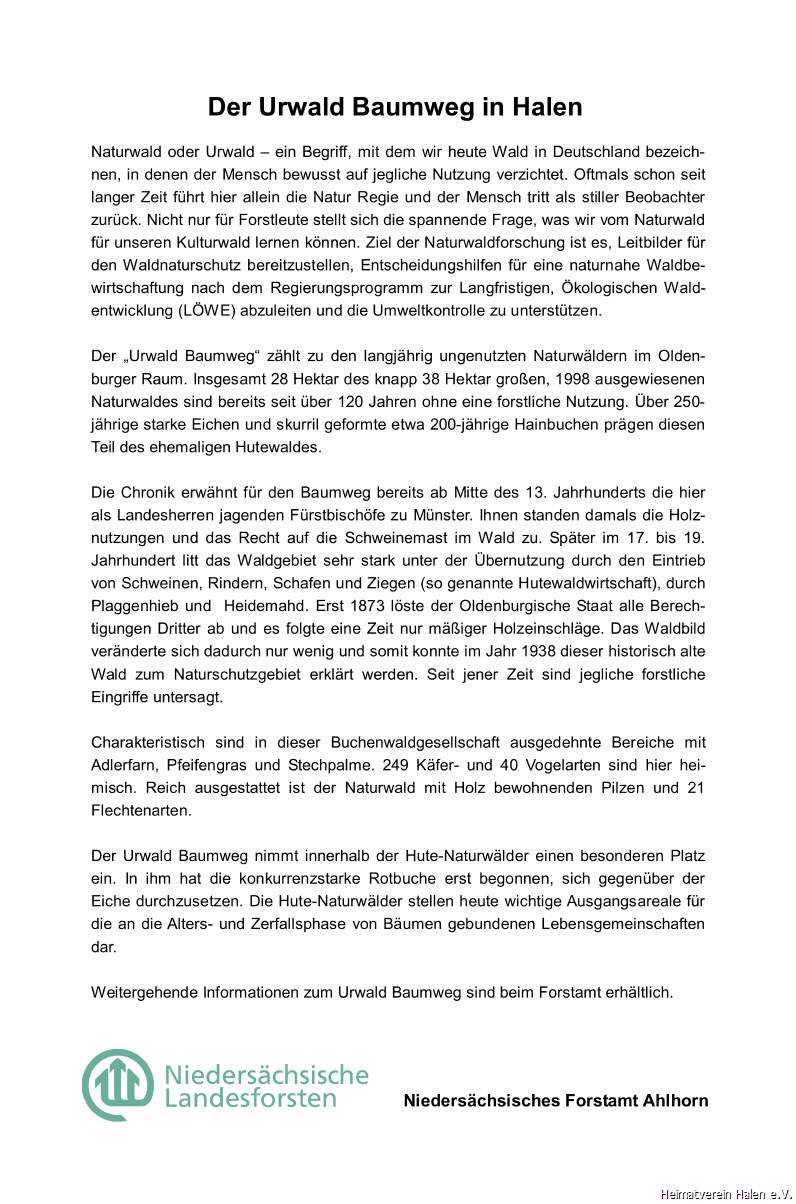 Der Urwald Baumweg in Halen
Naturwald oder Urwald – ein Begriff, mit dem wir heute Wald in Deutschland bezeich-
nen, in denen der Mensch bewusst auf jegliche Nutzung verzichtet. Oftmals schon seit
langer Zeit führt hier allein die Natur Regie und der Mensch tritt als stiller Beobachter
zurück. Nicht nur für Forstleute stellt sich die spannende Frage, was wir vom Naturwald
für unseren Kulturwald lernen können. Ziel der Naturwaldforschung ist es, Leitbilder für
den Waldnaturschutz bereitzustellen, Entscheidungshilfen für eine naturnahe Waldbe-
wirtschaftung nach dem Regierungsprogramm zur Langfristigen, Ökologischen Wald-
entwicklung (LÖWE) abzuleiten und die Umweltkontrolle zu unterstützen.
Der „Urwald Baumweg“ zählt zu den langjährig ungenutzten Naturwäldern im Olden-
burger Raum. Insgesamt 28 Hektar des knapp 38 Hektar großen, 1998 ausgewiesenen
Naturwaldes sind bereits seit über 120 Jahren ohne eine forstliche Nutzung. Über 250-
jährige starke Eichen und skurril geformte etwa 200-jährige Hainbuchen prägen diesen
Teil des ehemaligen Hutewaldes.
Die Chronik erwähnt für den Baumweg bereits ab Mitte des 13. Jahrhunderts die hier
als Landesherren jagenden Fürstbischöfe zu Münster. Ihnen standen damals die Holz-
nutzungen und das Recht auf die Schweinemast im Wald zu. Später im 17. bis 19.
Jahrhundert litt das Waldgebiet sehr stark unter der Übernutzung durch den Eintrieb
von Schweinen, Rindern, Schafen und Ziegen (so genannte Hutewaldwirtschaft), durch
Plaggenhieb und Heidemahd. Erst 1873 löste der Oldenburgische Staat alle Berech-
tigungen Dritter ab und es folgte eine Zeit nur mäßiger Holzeinschläge. Das Waldbild
veränderte sich dadurch nur wenig und somit konnte im Jahr 1938 dieser historisch alte
Wald zum Naturschutzgebiet erklärt werden. Seit jener Zeit sind jegliche forstliche
Eingriffe untersagt.
Charakteristisch sind in dieser Buchenwaldgesellschaft ausgedehnte Bereiche mit
Adlerfarn, Pfeifengras und Stechpalme. 249 Käfer- und 40 Vogelarten sind hier hei-
misch. Reich ausgestattet ist der Naturwald mit Holz bewohnenden Pilzen und 21
Flechtenarten.
Der Urwald Baumweg nimmt innerhalb der Hute-Naturwälder einen besonderen Platz
ein. In ihm hat die konkurrenzstarke Rotbuche erst begonnen, sich gegenüber der
Eiche durchzusetzen. Die Hute-Naturwälder stellen heute wichtige Ausgangsareale für
die an die Alters- und Zerfallsphase von Bäumen gebundenen Lebensgemeinschaften
dar.
Weitergehende Informationen zum Urwald Baumweg sind beim Forstamt erhältlich.
Niedersächsische
Landesforsten
Niedersächsisches Forstamt Ahlhorn
Heimatverein Halen e.V.